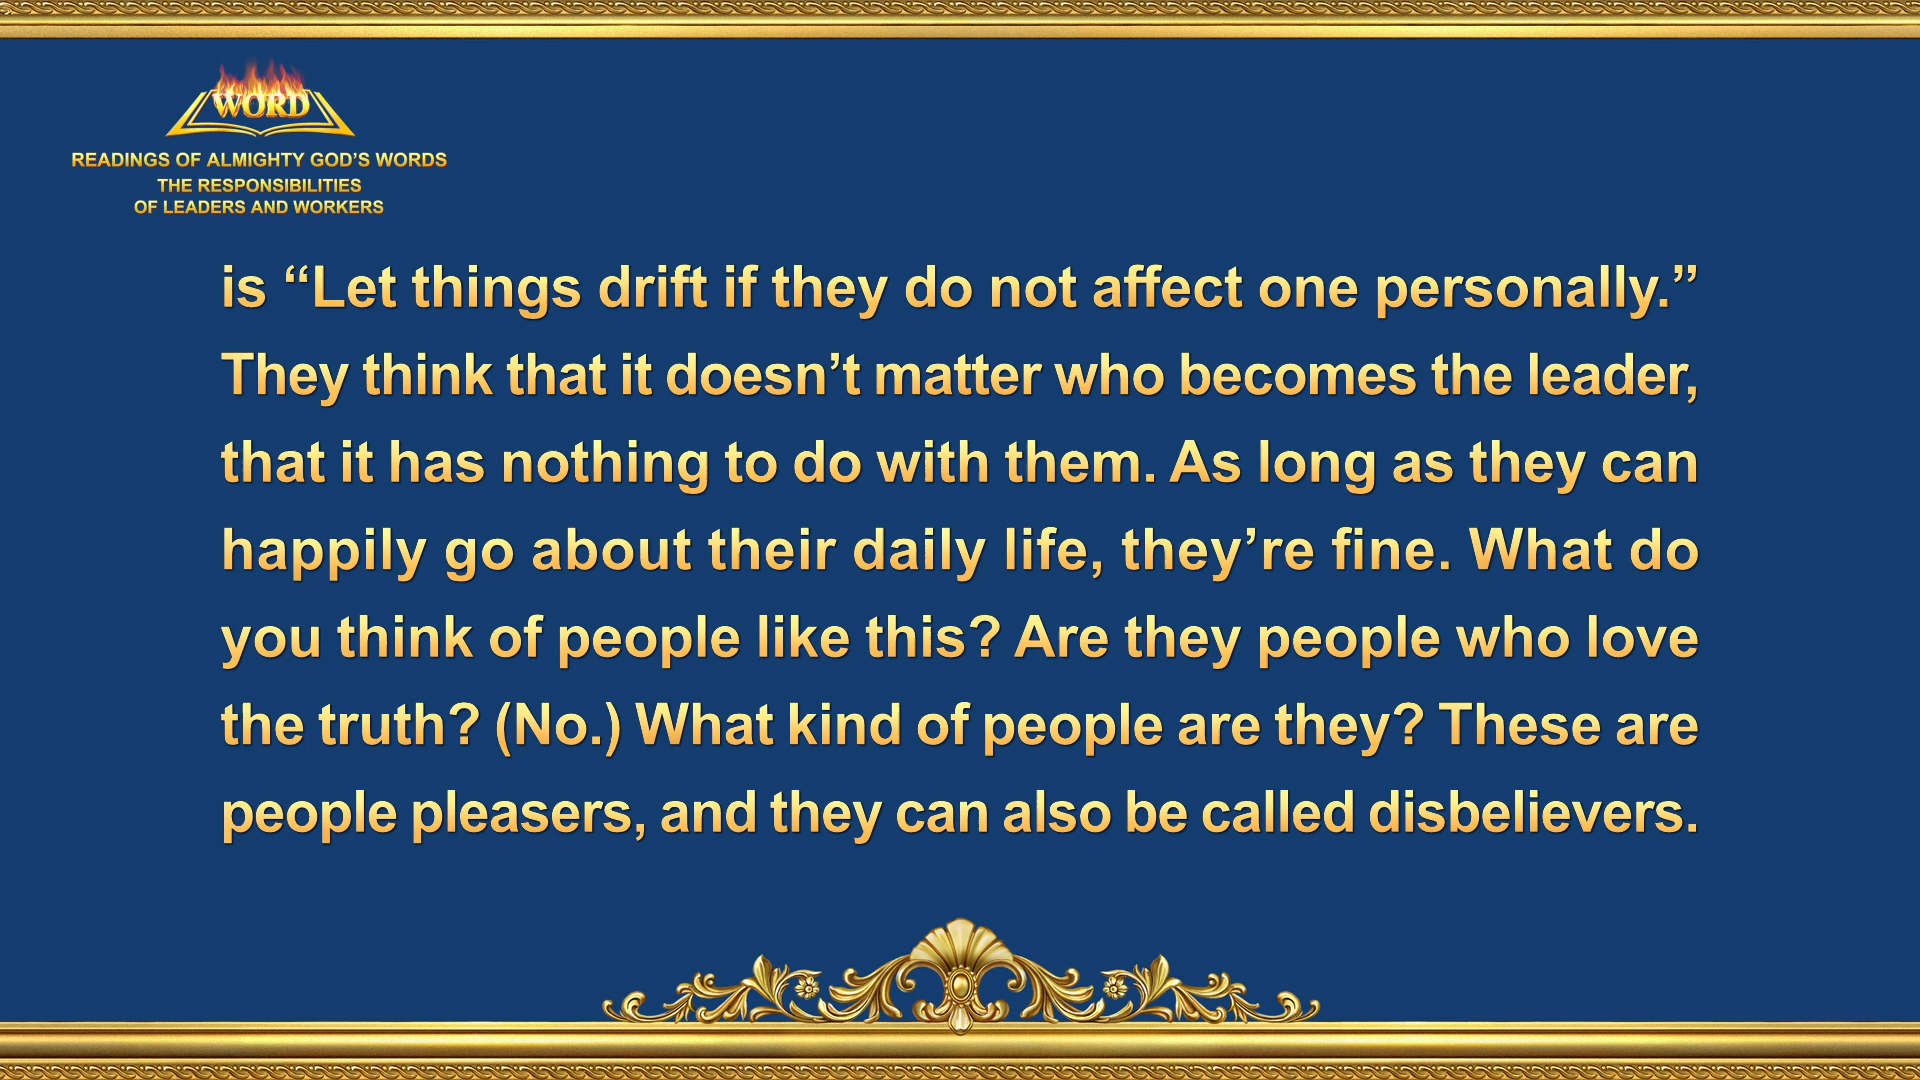 WORD
READINGS OF ALMIGHTY GOD’S WORDS
THE RESPONSIBILITIES
OF LEADERS AND WORKERS
is “Let things drift if they do not affect one personally.”
They think that it doesn’t matter who becomes the leader,
that it has nothing to do with them. As long as they can
happily go about their daily life, they’re fine. What do
you think of people like this? Are they people who love
the truth? (No.) What kind of people are they? These are
people pleasers, and they can also be called disbelievers.